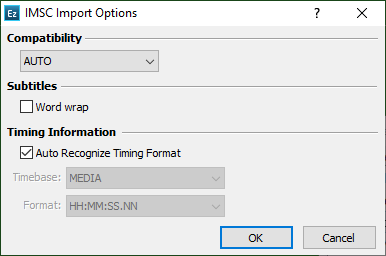 Ez IMSC Import Options ?
Compatibility
AUTO
Subtitles
Word wrap
Timing Information
Auto Recognize Timing Format
Timebase: MEDIA
Format: HH:MM:SS.NN
OK Cancel